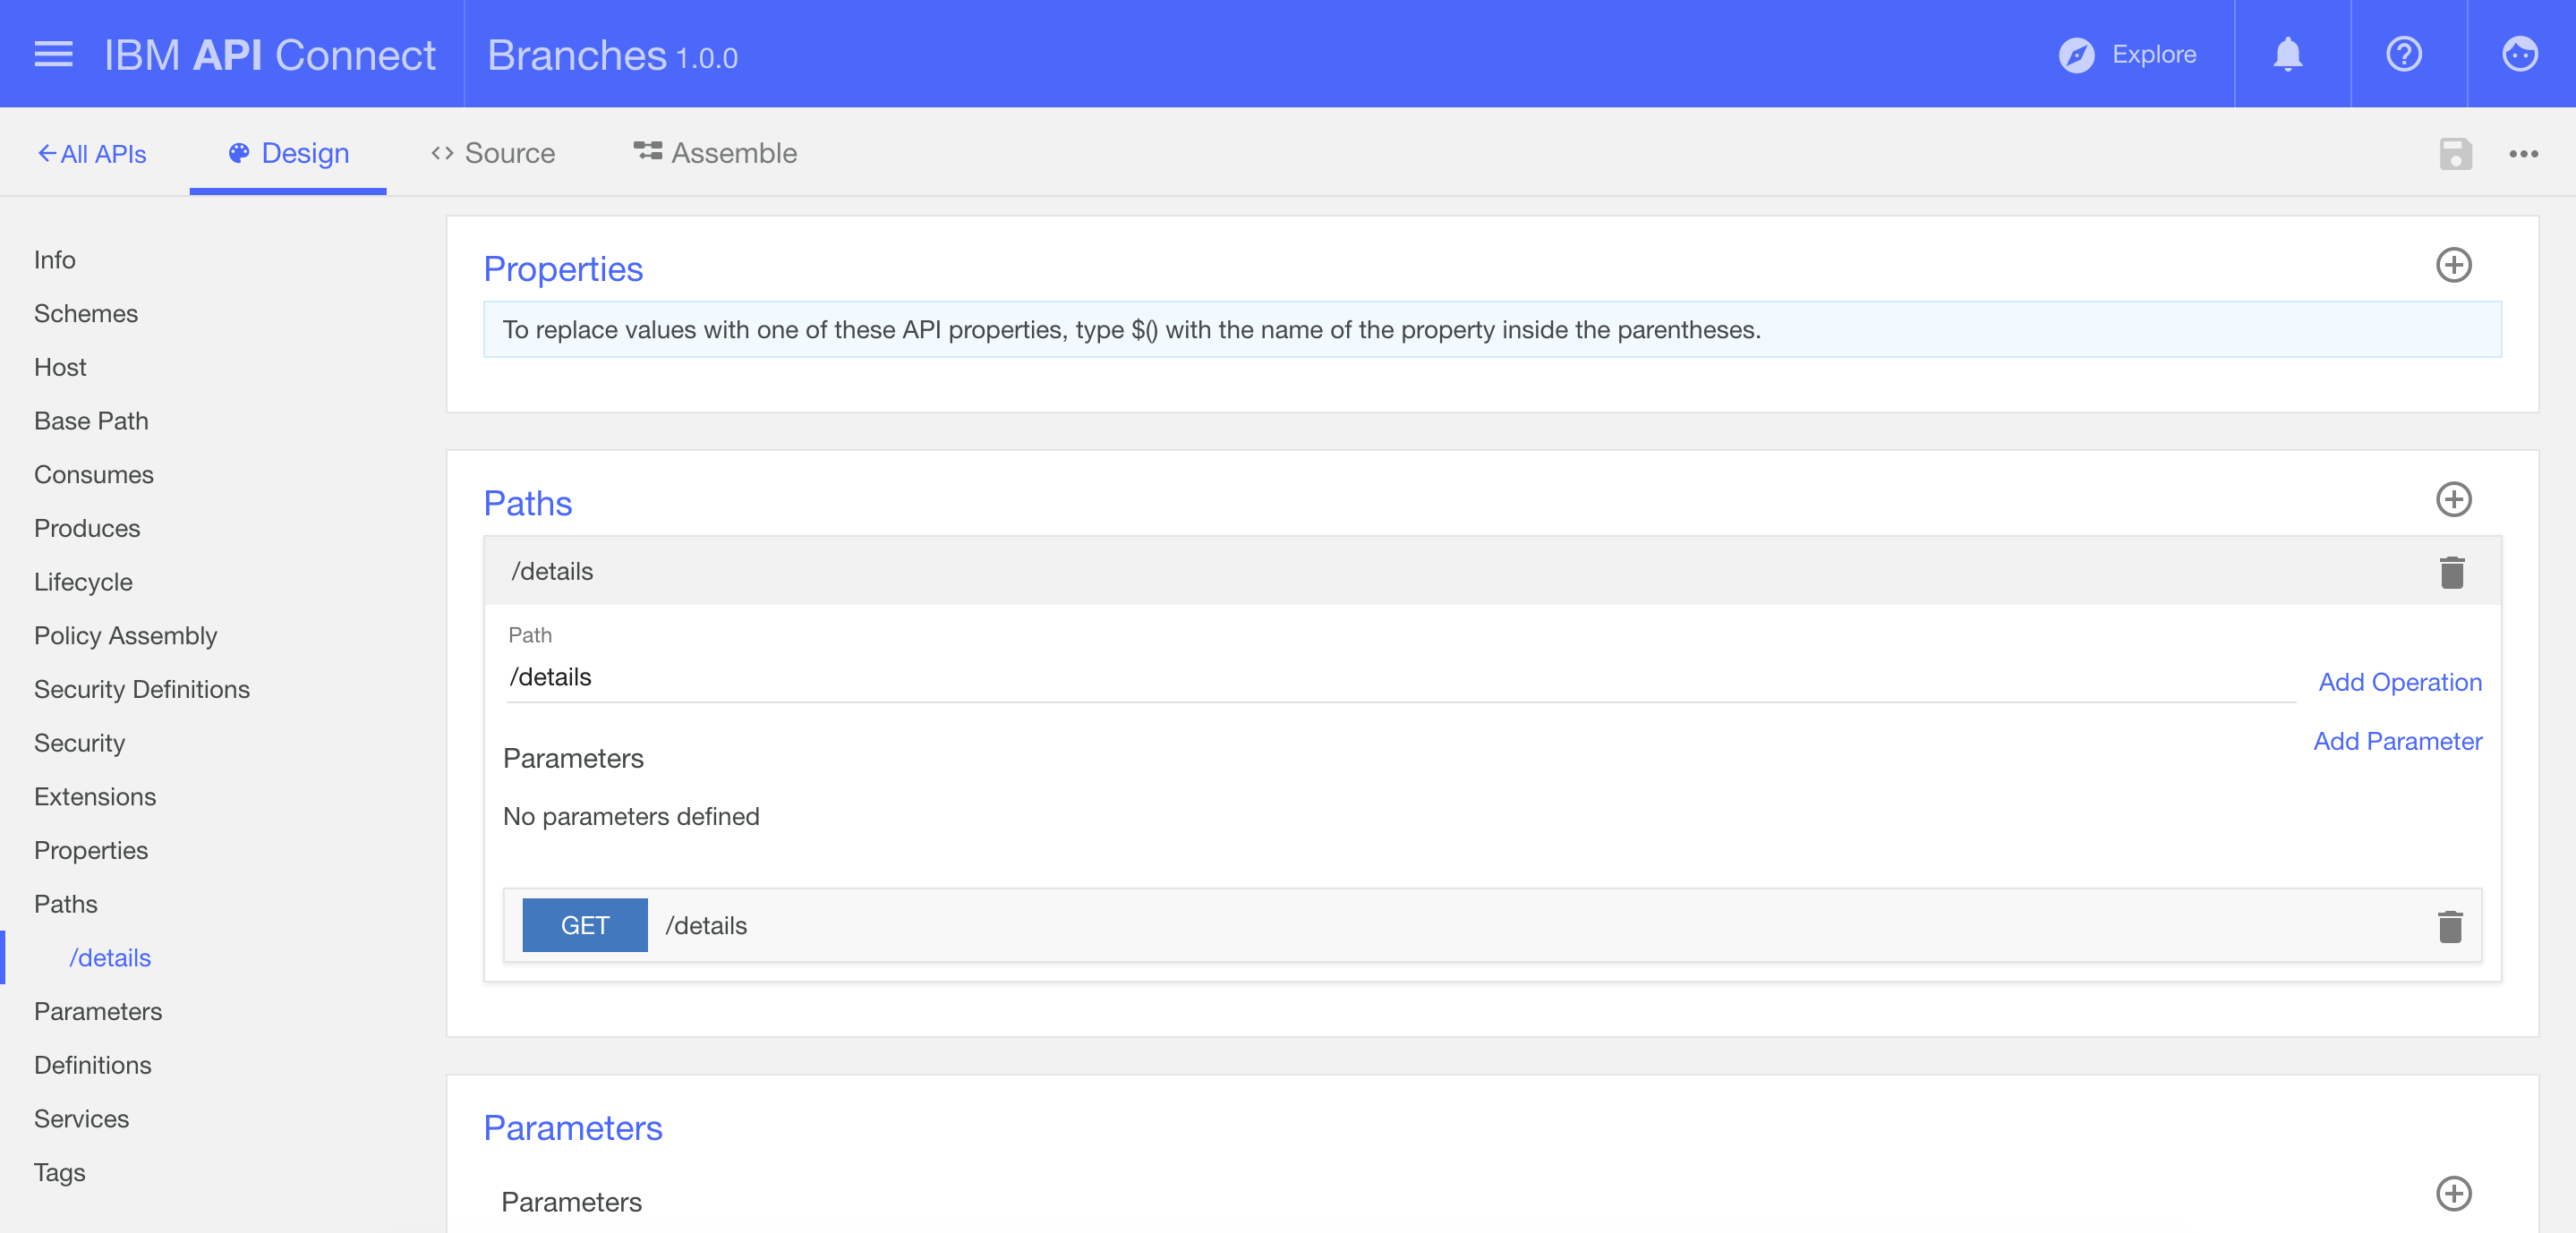 IBM API Connect
Branches 1.0.0
Explore
All APIs
Design
Source
Assemble
Info
Schemes
Host
Base Path
Consumes
Produces
Lifecycle
Policy Assembly
Security Definitions
Security
Extensions
Properties
Paths
/details
Parameters
Definitions
Services
Tags
Properties
To replace values with one of these API properties, type $() with the name of the property inside the parentheses.
Paths
/details
Path
/details
Add Operation
Add Parameter
Parameters
No parameters defined
GET /details
Parameters
Parameters